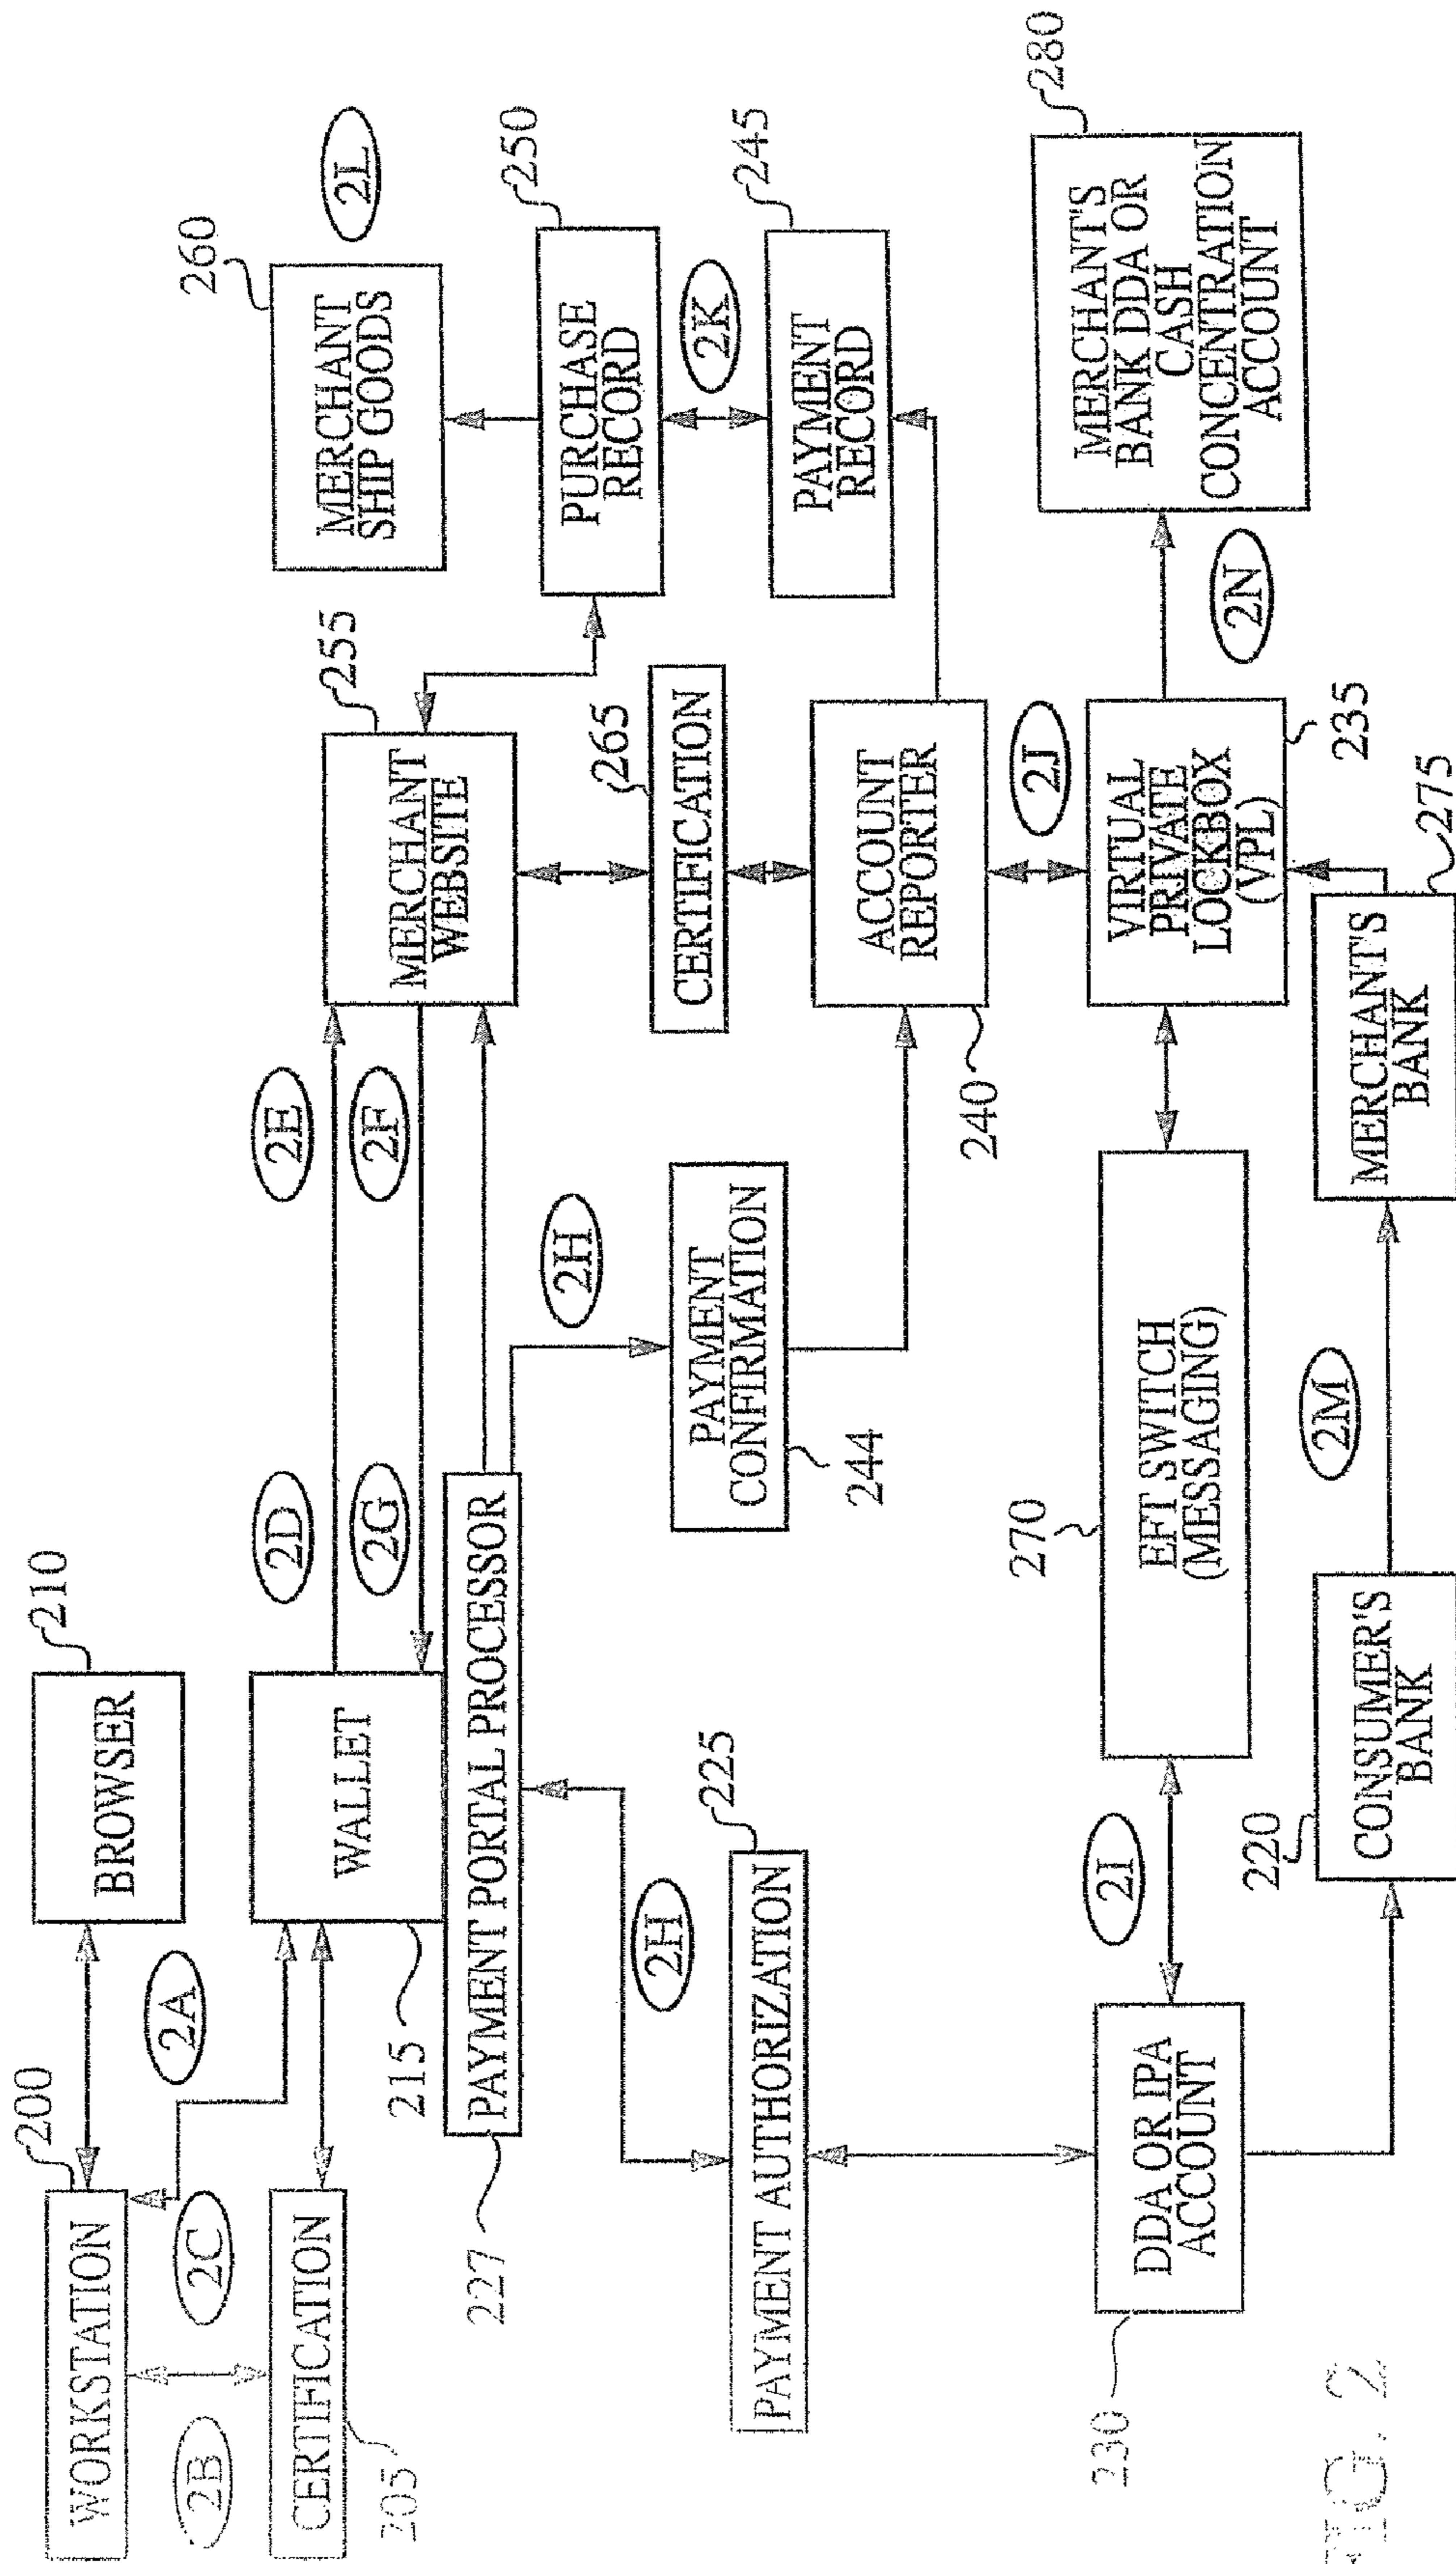 200
WORKSTATION
2A
210
BROWSER
2B
2C
CERTIFICATION
205
215
WALLET
2D
2E
2G
2F
255
MERCHANT
WEBSITE
260
MERCHANT
SHIP GOODS
2L
227
PAYMENT PORTAL PROCESSOR
2H
265
CERTIFICATION
250
PURCHASE
RECORD
2K
245
PAYMENT
RECORD
2H
225
PAYMENT AUTHORIZATION
244
PAYMENT
CONFIRMATION
240
ACCOUNT
REPORTER
2J
230
DDA OR IPA
ACCOUNT
2I
270
EFT SWITCH
(MESSAGING)
VIRTUAL
PRIVATE
LOCKBOX
(VPL)
235
2N
280
MERCHANT'S
BANK DDA OR
CASH
CONCENTRATION
ACCOUNT
220
CONSUMER'S
BANK
2M
MERCHANT'S
BANK
275
FIG. 2